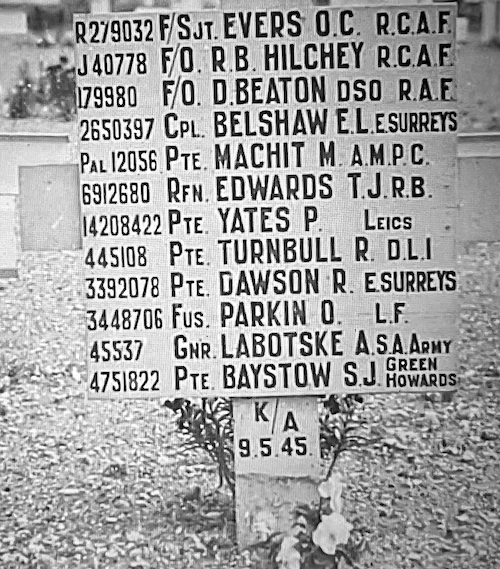 R279032 F/SJT. EVERS O.C. R.C.A.F.
J40778 F/O. R.B. HILCHEY R.C.A.F.
179980 F/O. D.BEATON DSO R.A.F.
2650397 CPL. BELSHAW E.L. E.SURREYS
PAL 12056 PTE. MACHIT M. A.M.P.C.
6912680 RFN. EDWARDS T.J. R.B.
14208422 PTE. YATES P. LEICS
445108 PTE. TURNBULL R. D.L.I
3392078 PTE. DAWSON R. E.SURREYS
3448706 FUS. PARKIN O. L.F.
45537 GNR. LABOTSKE A. S.A.ARMY
4751822 PTE. BAYSTOW S.J. GREEN HOWARDS
K/A
9.5.45.